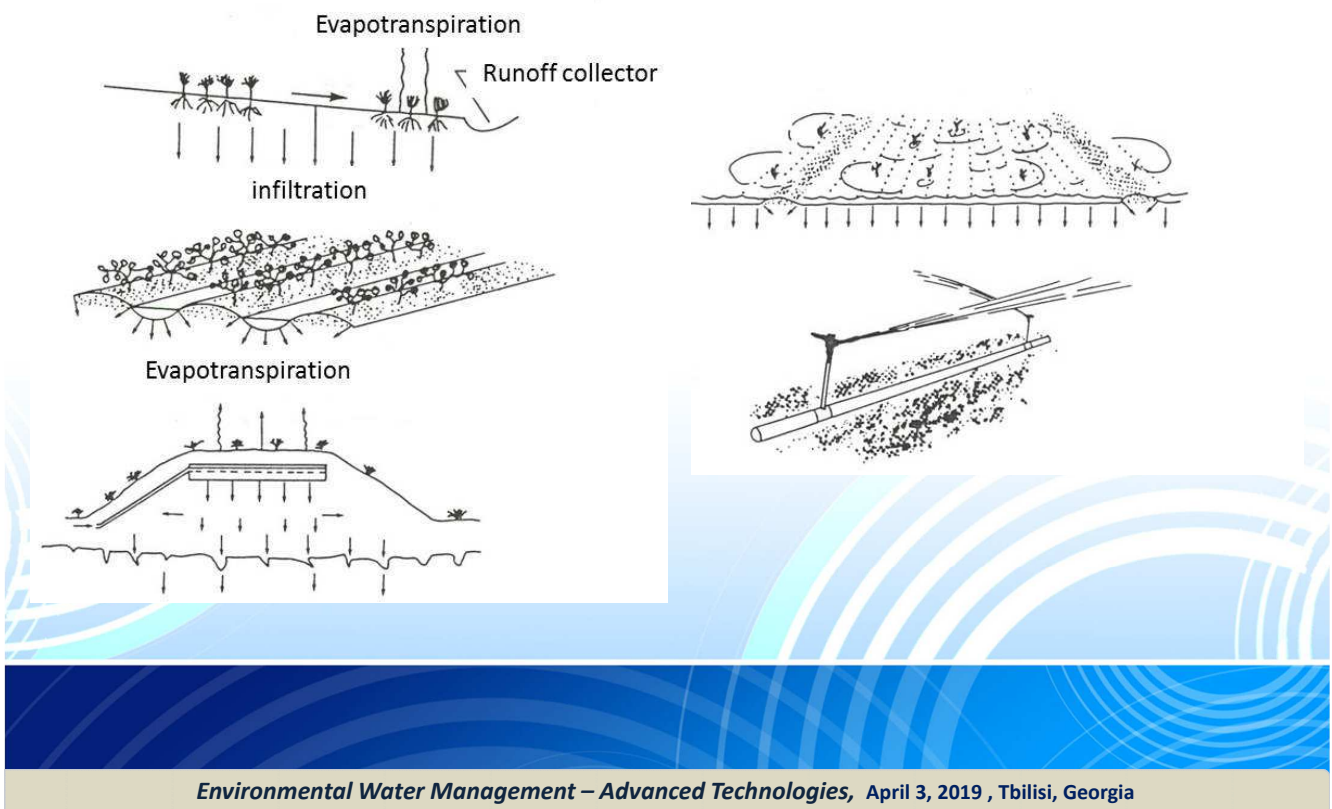 Evapotranspiration
Runoff collector
infiltration
Evapotranspiration
Environmental Water Management – Advanced Technologies, April 3, 2019 , Tbilisi, Georgia